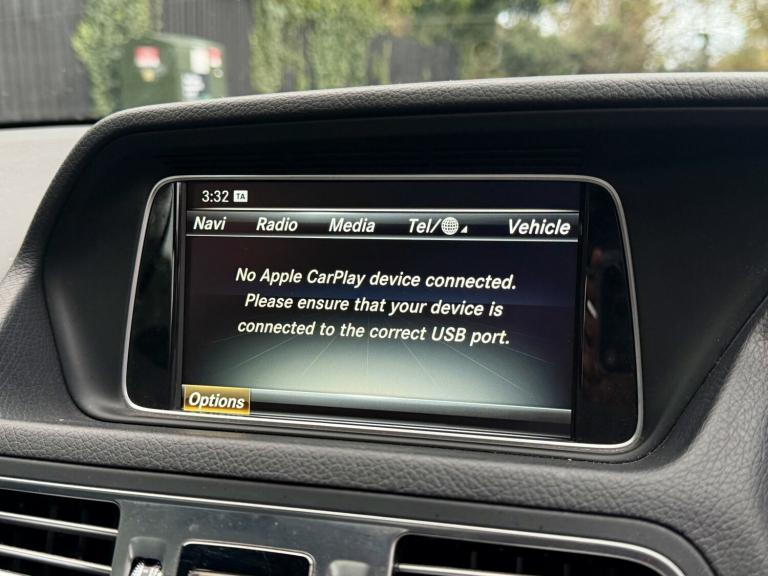 3:32 TA
Navi Radio Media Tel/ Vehicle
No Apple CarPlay device connected.
Please ensure that your device is
connected to the correct USB port.
Options